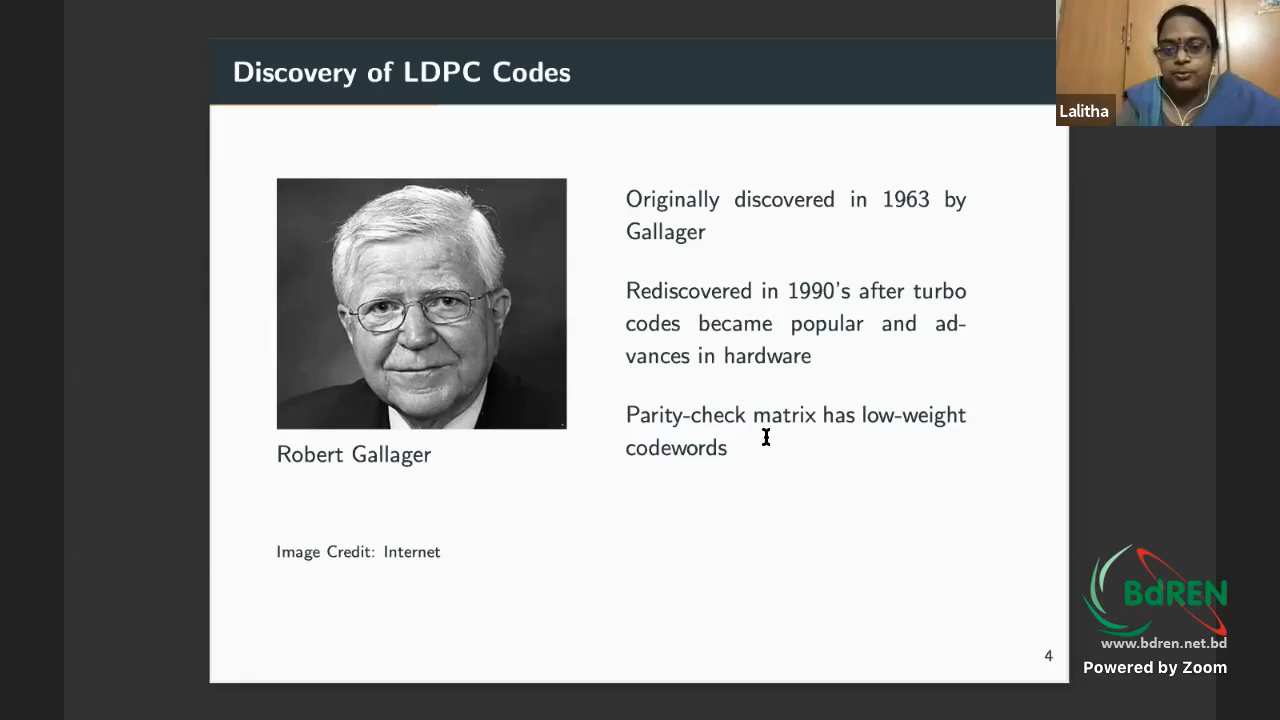 Discovery of LDPC Codes
Lalitha
Originally discovered in 1963 by
Gallager
Rediscovered in 1990's after turbo
codes became popular and ad-
vances in hardware
Parity-check matrix has low-weight
codewords
Robert Gallager
Image Credit: Internet
4
BdREN
www.bdren.net.bd
Powered by Zoom